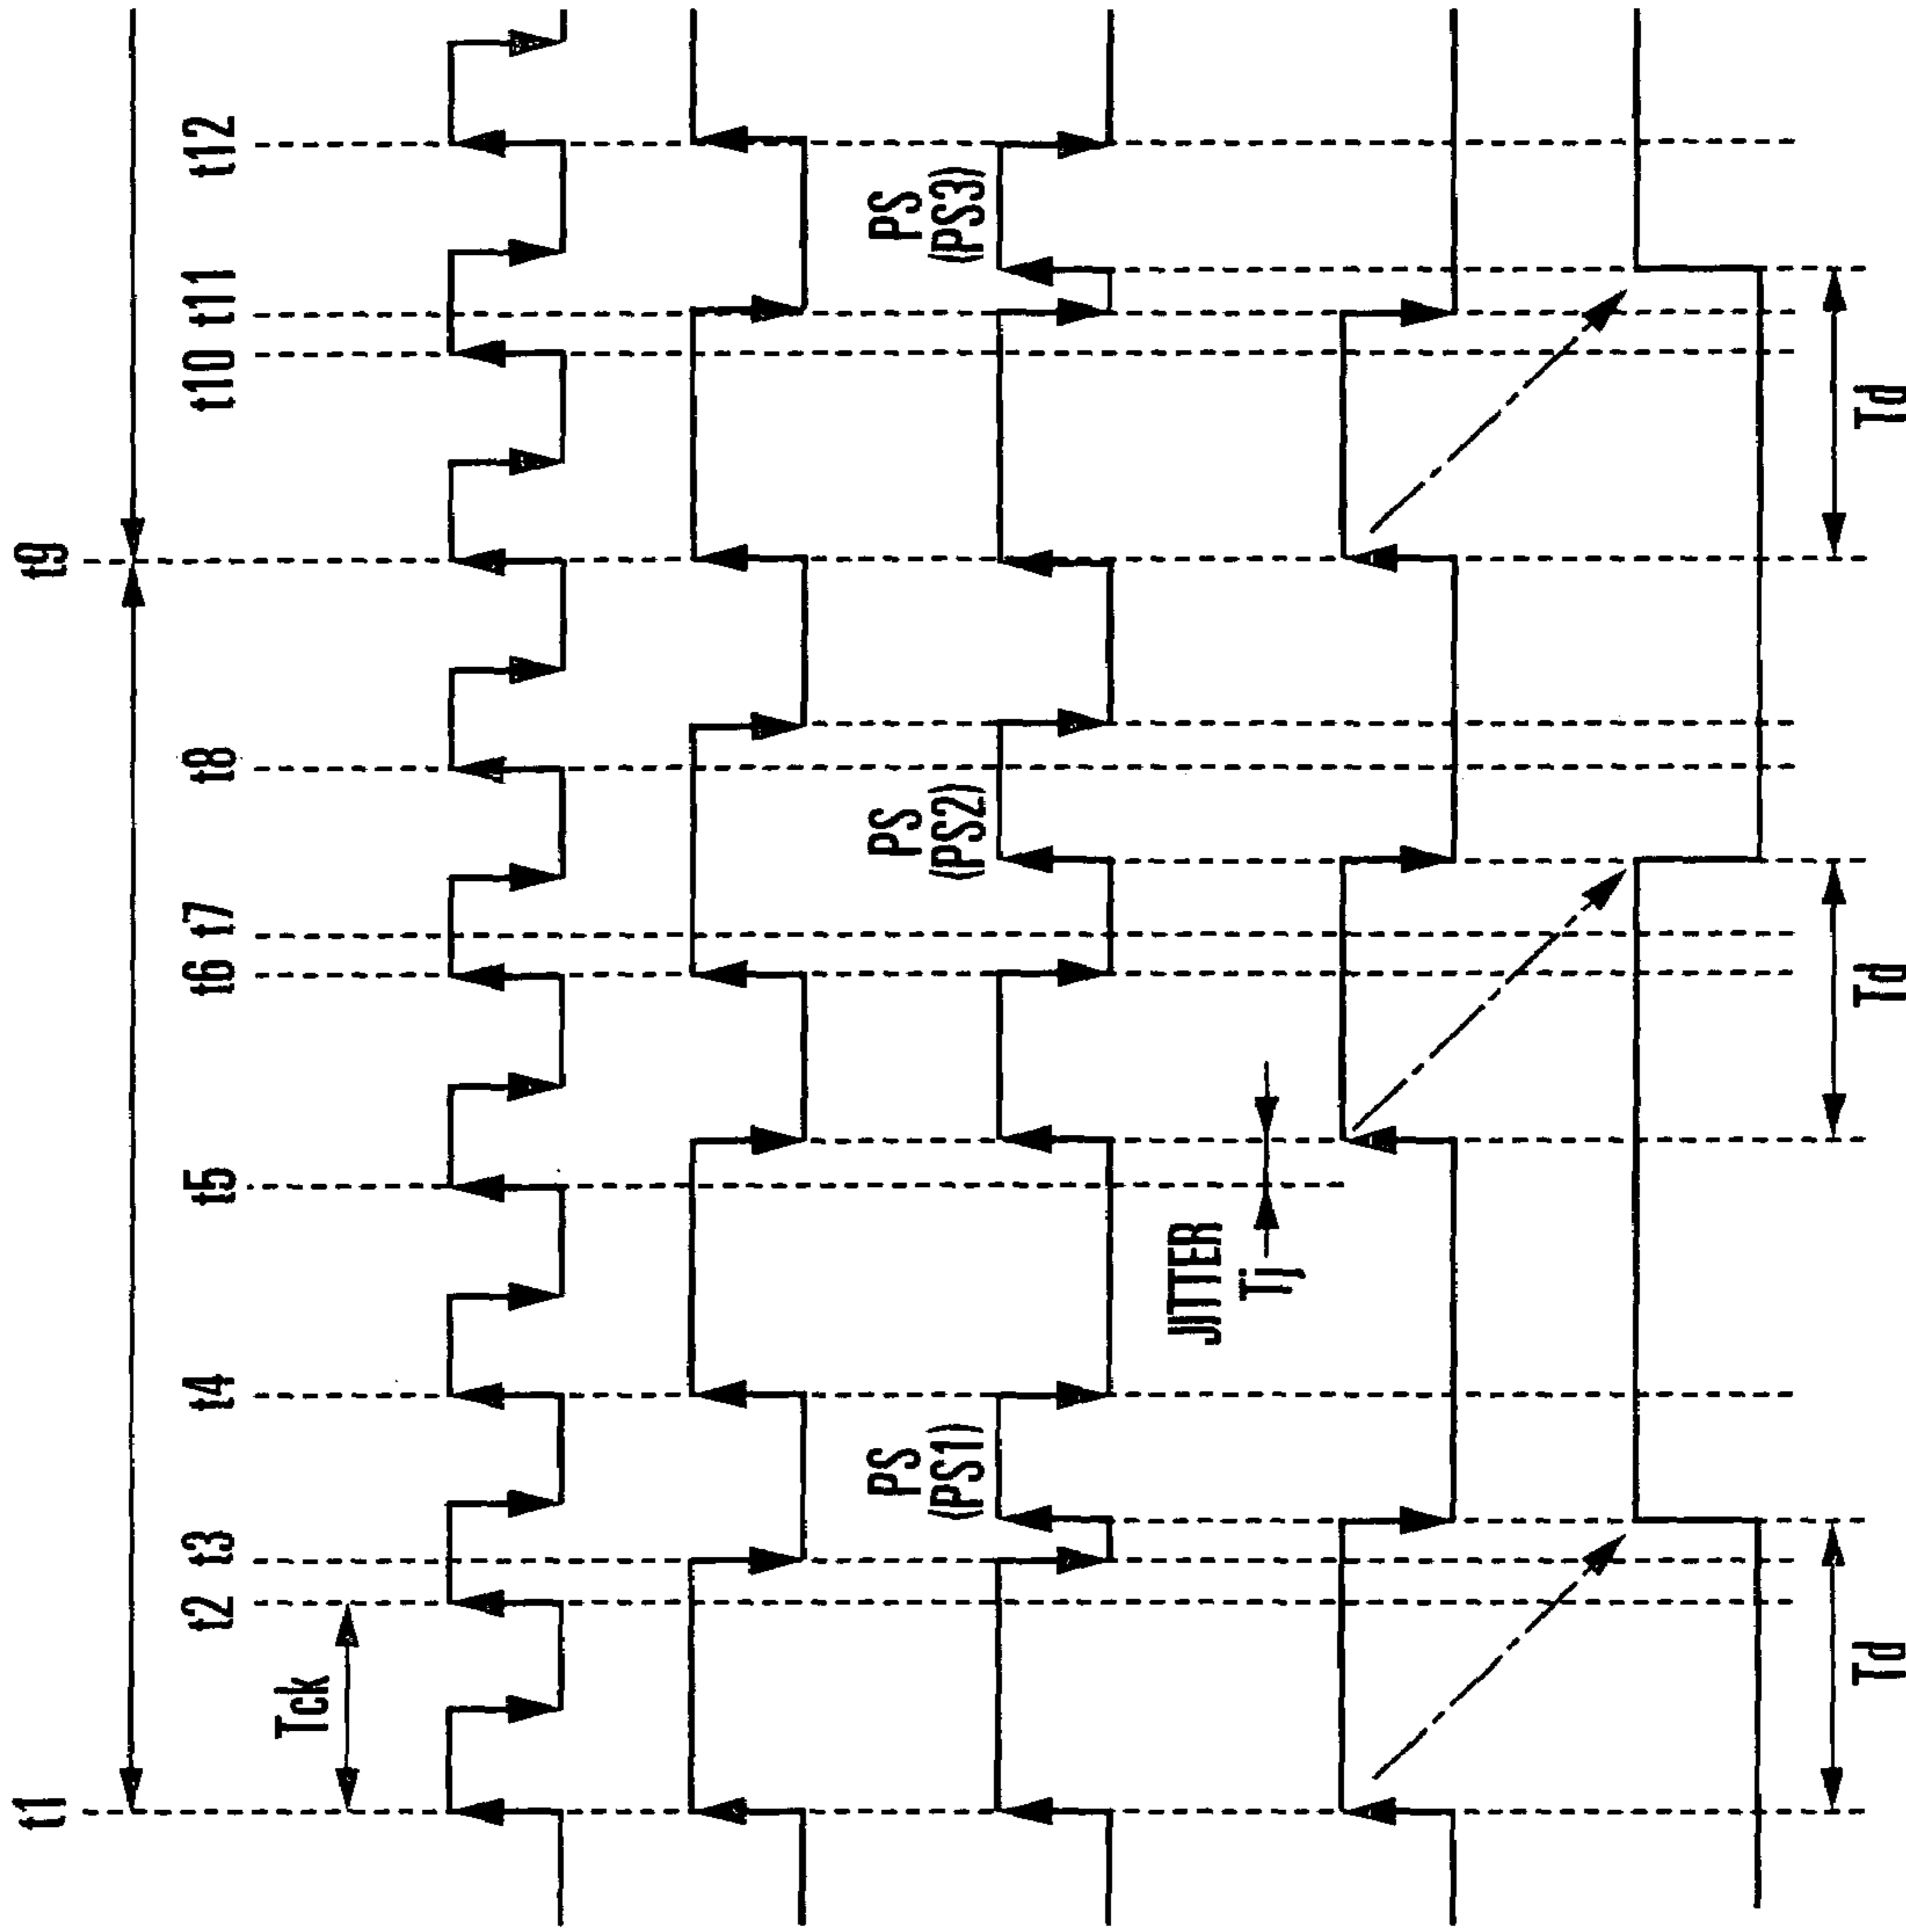 t1
t9
t2
t3
t4
t5
t6
t7
t8
t10
t11
t12
Tck
PS
(PS1)
PS
(PS2)
PS
(PS3)
JITTER
Tj
Td
Td
Td